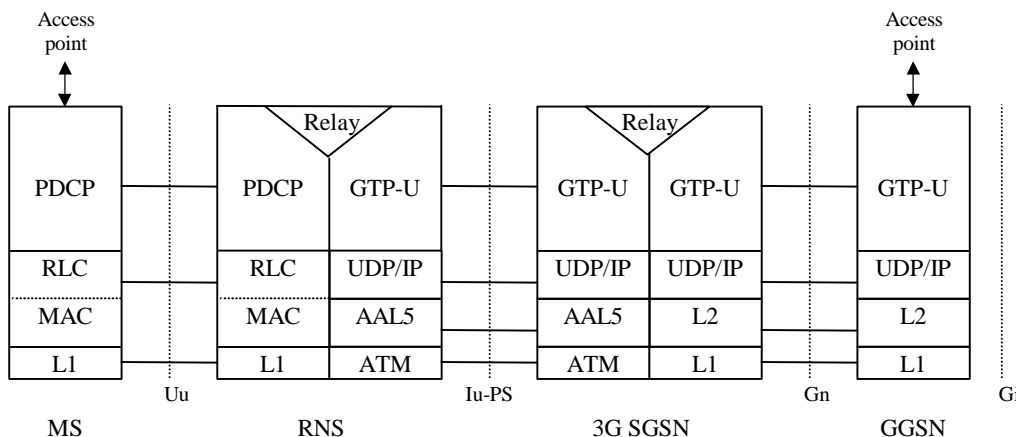 Access
point
Access
point
Relay
Relay
PDCP
PDCP
GTP-U
GTP-U
GTP-U
GTP-U
RLC
RLC
UDP/IP
UDP/IP
UDP/IP
UDP/IP
MAC
MAC
AAL5
AAL5
L2
L2
L1
L1
ATM
ATM
L1
L1
Uu
Iu-PS
Gn
Gi
MS
RNS
3G SGSN
GGSN